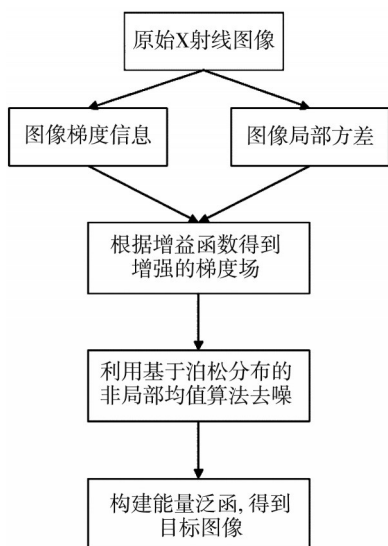 原始X射线图像
图像梯度信息
图像局部方差
根据增益函数得到
增强的梯度场
利用基于泊松分布的
非局部均值算法去噪
构建能量泛函,得到
目标图像